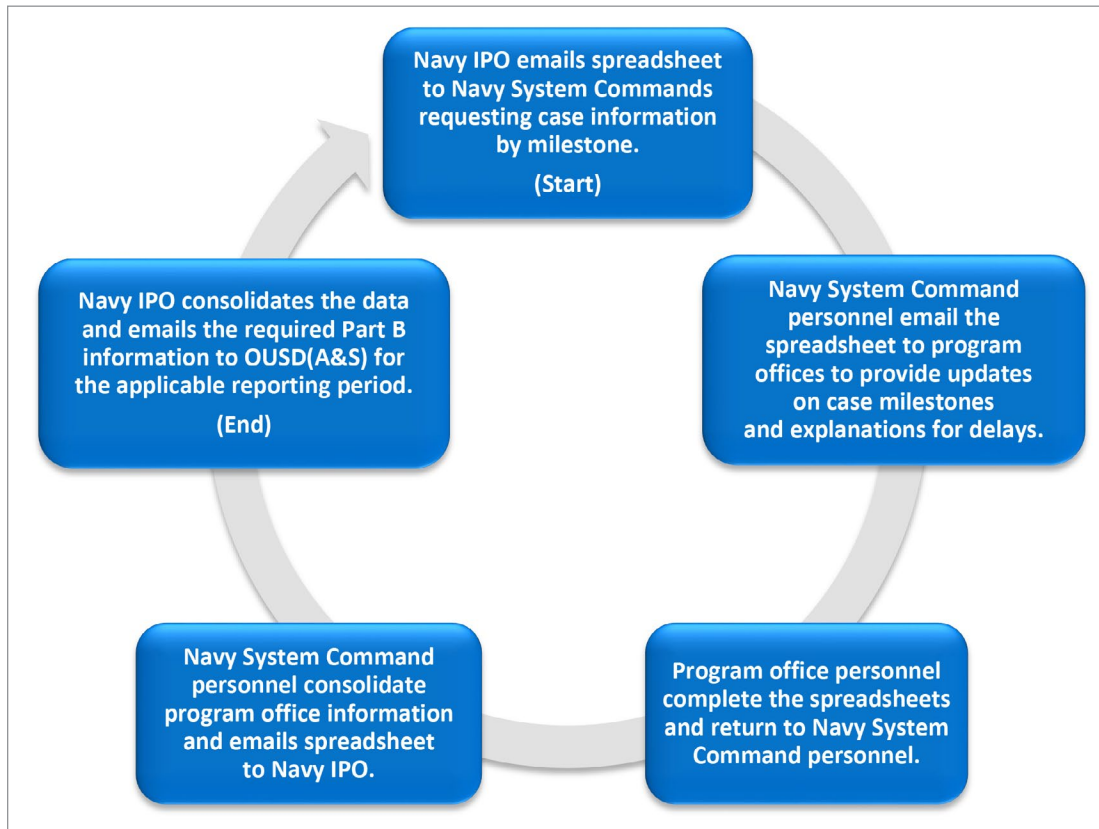 Navy IPO emails spreadsheet
to Navy System Commands
requesting case information
by milestone.
(Start)
Navy System Command
personnel email the
spreadsheet to program
offices to provide updates
on case milestones
and explanations for delays.
Program office personnel
complete the spreadsheets
and return to Navy System
Command personnel.
Navy System Command
personnel consolidate
program office information
and emails spreadsheet
to Navy IPO.
Navy IPO consolidates the data
and emails the required Part B
information to OUSD(A&S) for
the applicable reporting period.
(End)